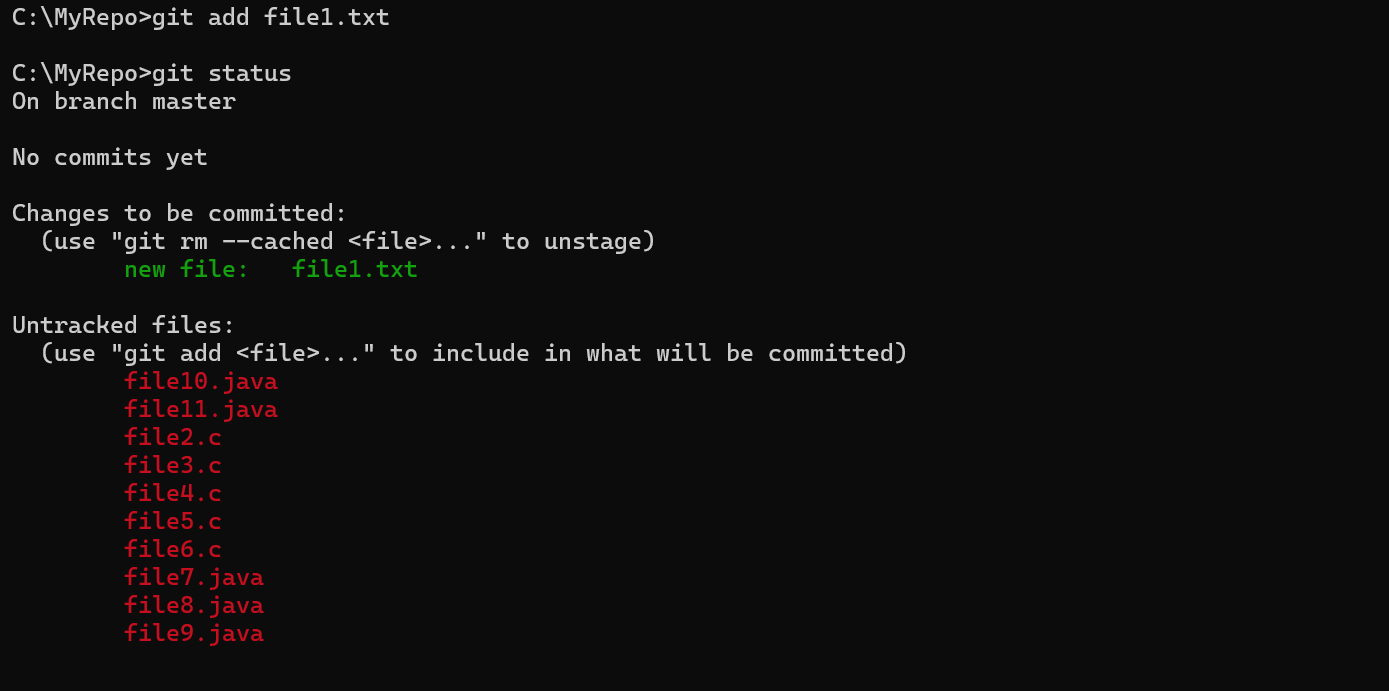 C:\MyRepo>git add file1.txt
C:\MyRepo>git status
On branch master
No commits yet
Changes to be committed:
(use "git rm --cached <file>..." to unstage)
new file:   file1.txt
Untracked files:
(use "git add <file>..." to include in what will be committed)
file10.java
file11.java
file2.c
file3.c
file4.c
file5.c
file6.c
file7.java
file8.java
file9.java